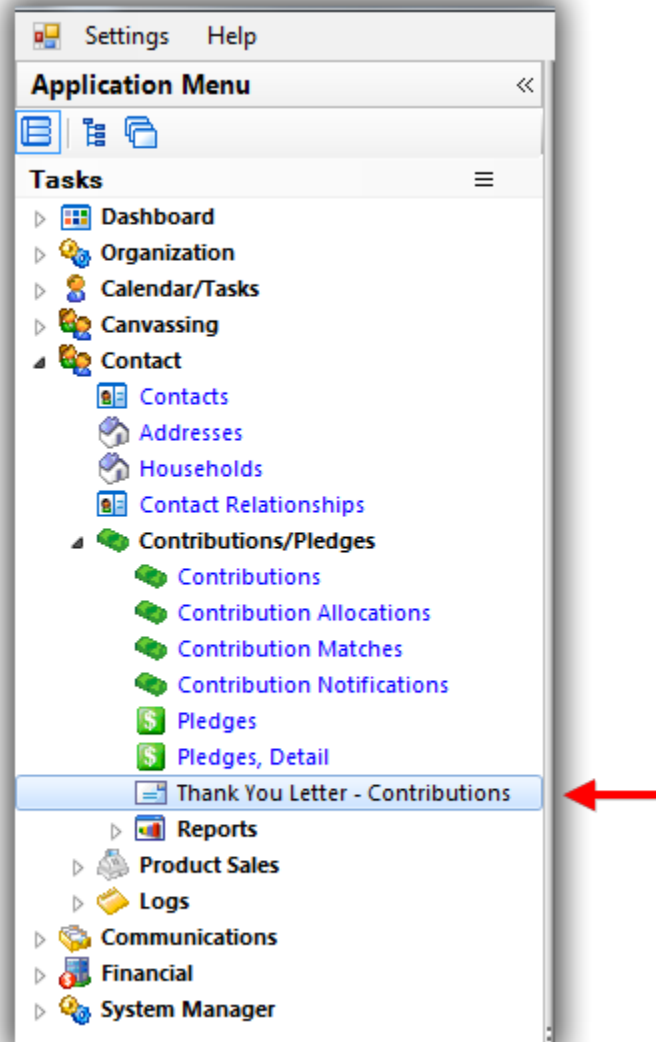 Settings Help
Application Menu
Tasks
Dashboard
Organization
Calendar/Tasks
Canvassing
Contact
Contacts
Addresses
Households
Contact Relationships
Contributions/Pledges
Contributions
Contribution Allocations
Contribution Matches
Contribution Notifications
Pledges
Pledges, Detail
Thank You Letter - Contributions
Reports
Product Sales
Logs
Communications
Financial
System Manager